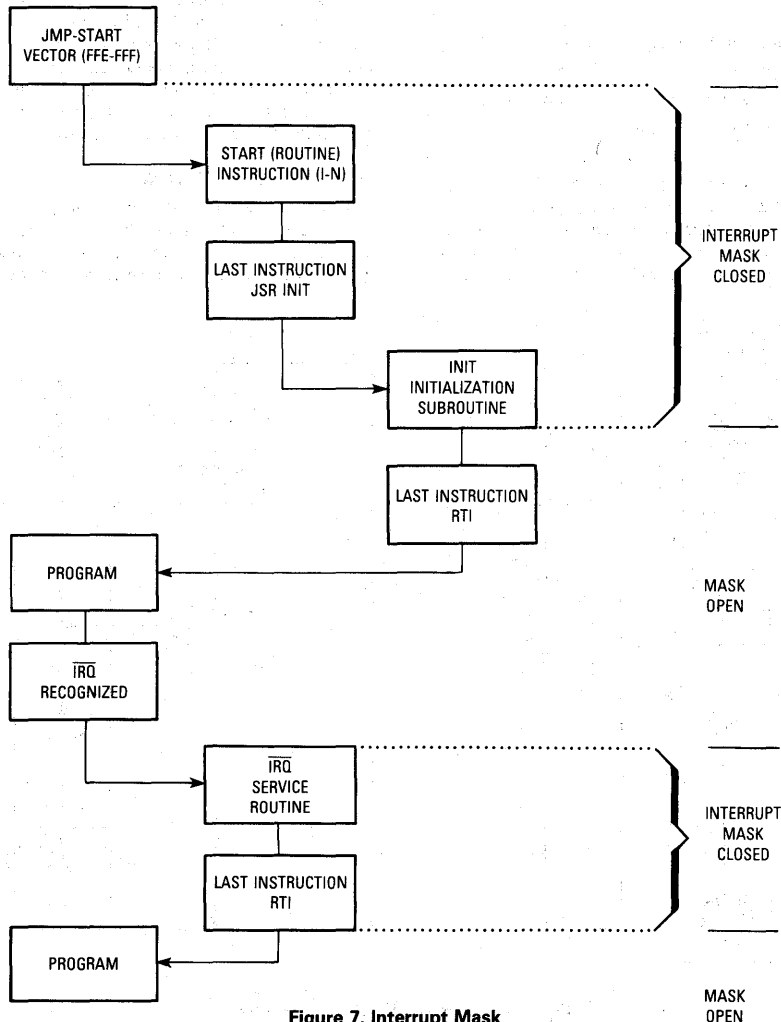 JMP-START
VECTOR (FFE-FFF)
START (ROUTINE)
INSTRUCTION (I-N)
INTERRUPT
MASK
CLOSED
LAST INSTRUCTION
JSR INIT
INIT
INITIALIZATION
SUBROUTINE
LAST INSTRUCTION
RTI
PROGRAM
MASK
OPEN
IRQ
RECOGNIZED
IRQ
SERVICE
ROUTINE
INTERRUPT
MASK
CLOSED
LAST INSTRUCTION
RTI
PROGRAM
MASK
OPEN
Figure 7. Interrupt Mask